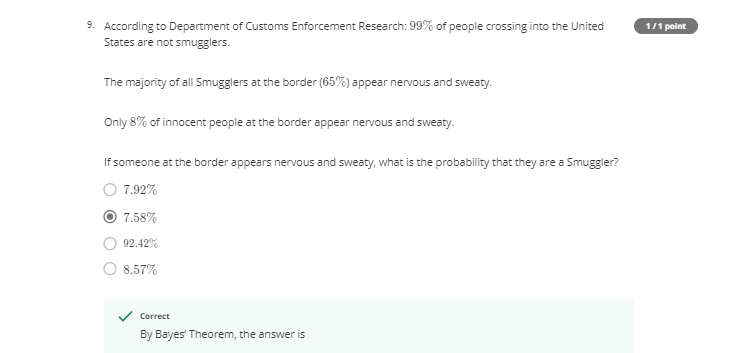 9. According to Department of Customs Enforcement Research: 99% of people crossing into the United
1 / 1 point
States are not smugglers.
The majority of all Smugglers at the border (65%) appear nervous and sweaty.
Only 8% of innocent people at the border appear nervous and sweaty.
If someone at the border appears nervous and sweaty, what is the probability that they are a Smuggler?
7.92%
7.58%
92.42%
8.57%
Correct
By Bayes' Theorem, the answer is